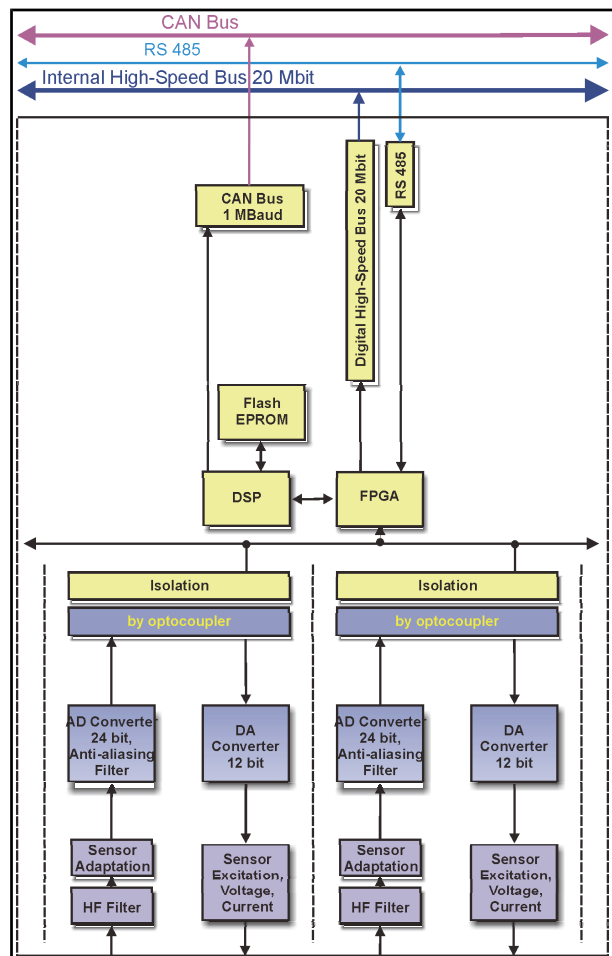 CAN Bus
RS 485
Internal High-Speed Bus 20 Mbit
CAN Bus
1 MBaud
Digital High-Speed Bus 20 Mbit
RS 485
Flash
EPROM
DSP
FPGA
Isolation
by optocoupler
Isolation
by optocoupler
AD Converter
24 bit,
Anti-aliasing
Filter
DA
Converter
12 bit
AD Converter
24 bit,
Anti-aliasing
Filter
DA
Converter
12 bit
Sensor
Adaptation
HF Filter
Sensor
Excitation,
Voltage,
Current
Sensor
Adaptation
HF Filter
Sensor
Excitation,
Voltage,
Current